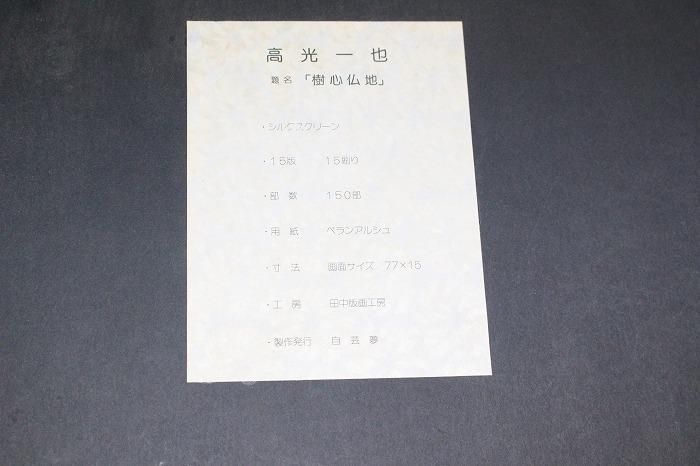 高光一也
題名「樹心仏地」
・シルクスクリーン
・15版　15刷り
・部数　150部
・用紙　ベランアルシュ
・寸法　画面サイズ　77×15
・工房　田中版画工房
・製作発行　自芸夢